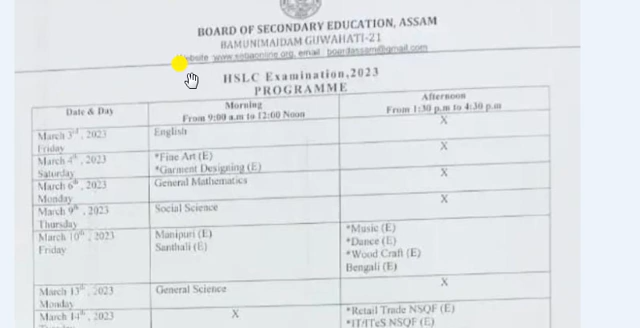 BOARD OF SECONDARY EDUCATION, ASSAM
BAMUNIMAIDAM GUWAHATI-21
Website www.sebaonline.org, email boardassam@gmail.com
HSLC Examination,2023
PROGRAMME
Date & Day
Morning
From 9:00 a.m to 12:00 Noon
Afternoon
From 1:30 p.m to 4:30 p.m
March 3rd, 2023
Friday
English
X
March 4th, 2023
Saturday
*Fine Art (E)
*Garment Designing (E)
X
March 6th, 2023
Monday
General Mathematics
X
March 9th, 2023
Thursday
Social Science
X
March 10th, 2023
Friday
Manipuri (E)
Santhali (E)
*Music (E)
*Dance (E)
*Wood Craft (E)
Bengali (E)
March 13th, 2023
Monday
General Science
X
March 14th, 2023
X
*Retail Trade NSQF (E)
*IT/ITeS NSQF (E)